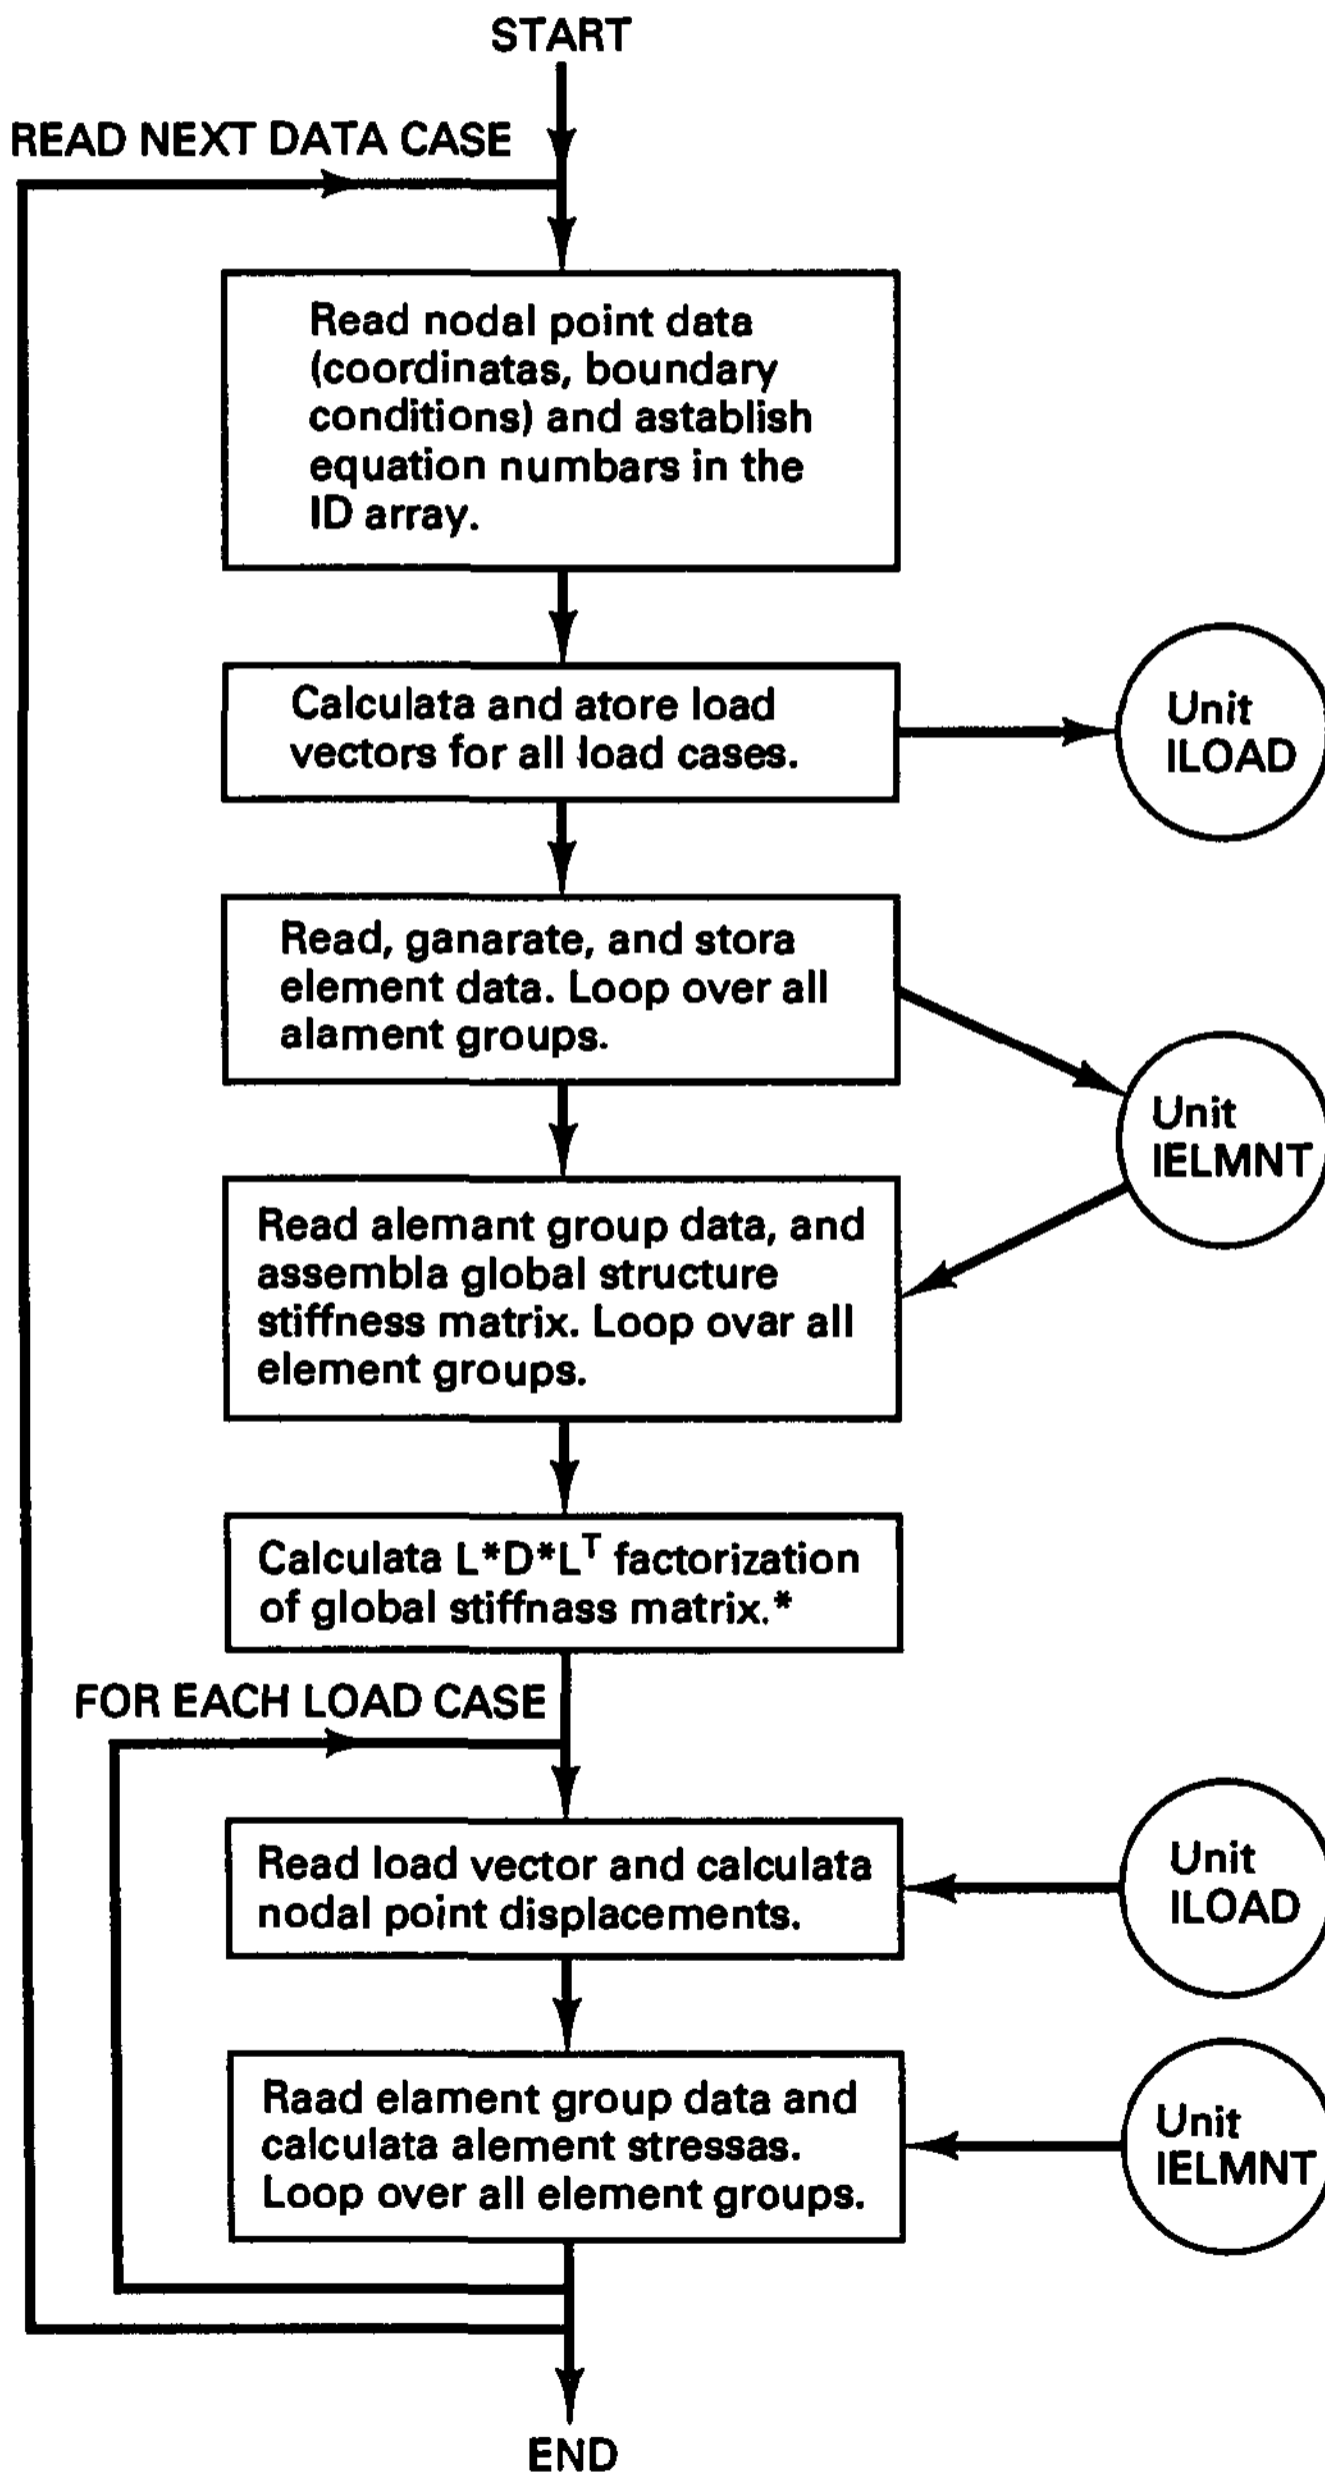 START
READ NEXT DATA CASE
Read nodal point data
(coordinatas, boundary
conditions) and astablish
equation numbars in the
ID array.
Calculata and atore load
vectors for all load cases.
Unit
ILOAD
Read, ganarate, and stora
element data. Loop over all
alament groups.
Unit
IELMNT
Read alemant group data, and
assembla global structure
stiffness matrix. Loop ovar all
element groups.
Calculata L*D*Lᵀ factorization
of global stiffnass matrix.*
FOR EACH LOAD CASE
Read load vector and calculata
nodal point displacements.
Unit
ILOAD
Raad elament group data and
calculata alement stressas.
Loop over all element groups.
Unit
IELMNT
END